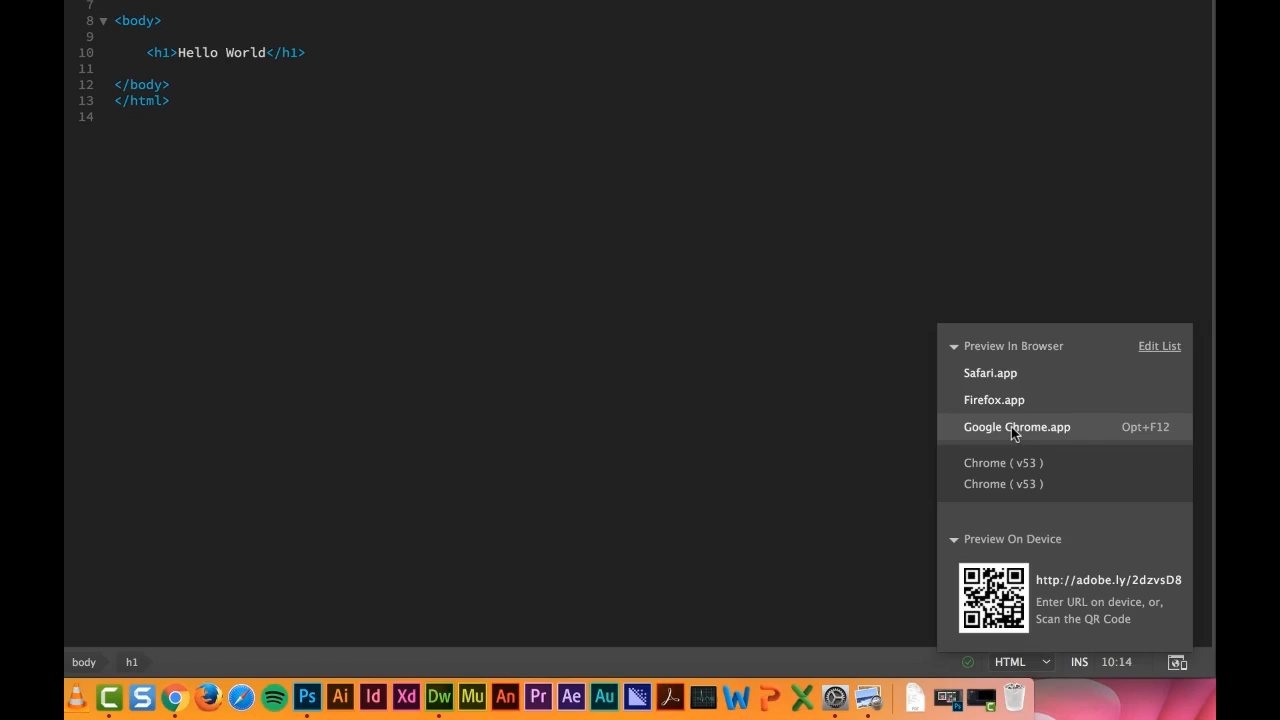 7
8 <body>
9
10 <h1>Hello World</h1>
11
12 </body>
13 </html>
14
Preview In Browser Edit List
Safari.app
Firefox.app
Google Chrome.app Opt+F12
Chrome ( v53 )
Chrome ( v53 )
Preview On Device
http://adobe.ly/2dzvsD8
Enter URL on device, or,
Scan the QR Code
body h1 HTML INS 10:14
Ps Ai Id Xd Dw Mu An Pr Ae Au